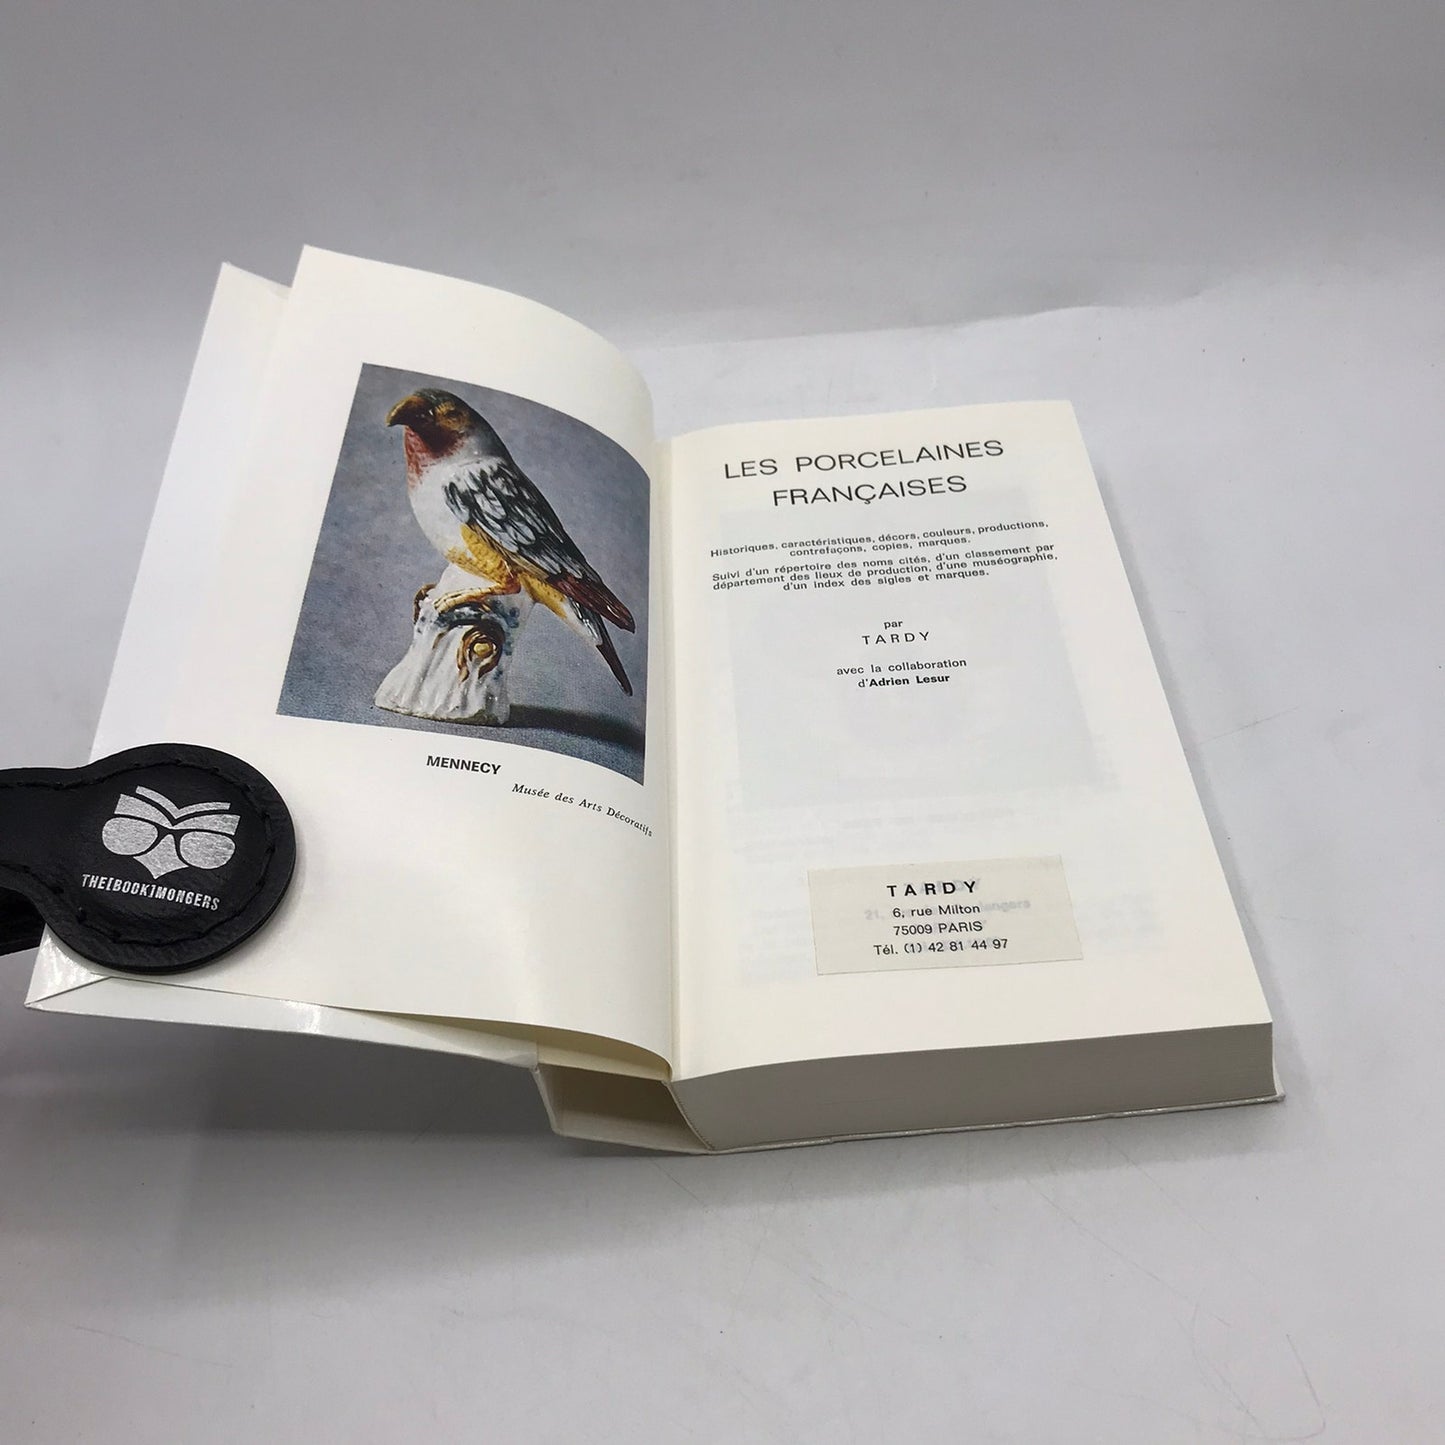 MENNECY
Musée des Arts Décoratifs
THE[BOOK]MONGERS
LES PORCELAINES
FRANÇAISES
Historiques, caractéristiques, décors, couleurs, productions,
contrefaçons, copies, marques.
Suivi d'un répertoire des noms cités, d'un classement par
département des lieux de production, d'une muséographie,
d'un index des sigles et marques.
par
TARDY
avec la collaboration
d'Adrien Lesur
TARDY
6, rue Milton
75009 PARIS
Tél. (1) 42 81 44 97